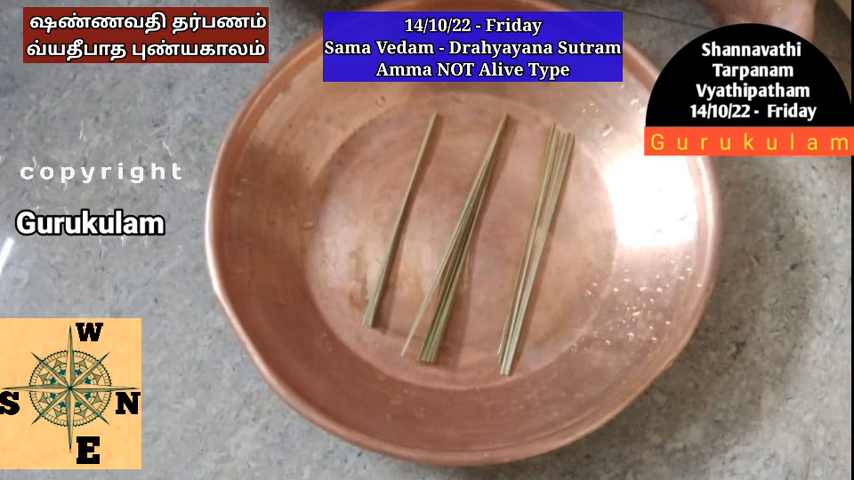 ஷண்ணவதி தர்பணம்
வ்யதீபாத புண்யகாலம்
14/10/22 - Friday
Sama Vedam - Drahyayana Sutram
Amma NOT Alive Type
Shannavathi
Tarpanam
Vyathipatham
14/10/22 - Friday
Gurukulam
copyright
Gurukulam
W
S N
E